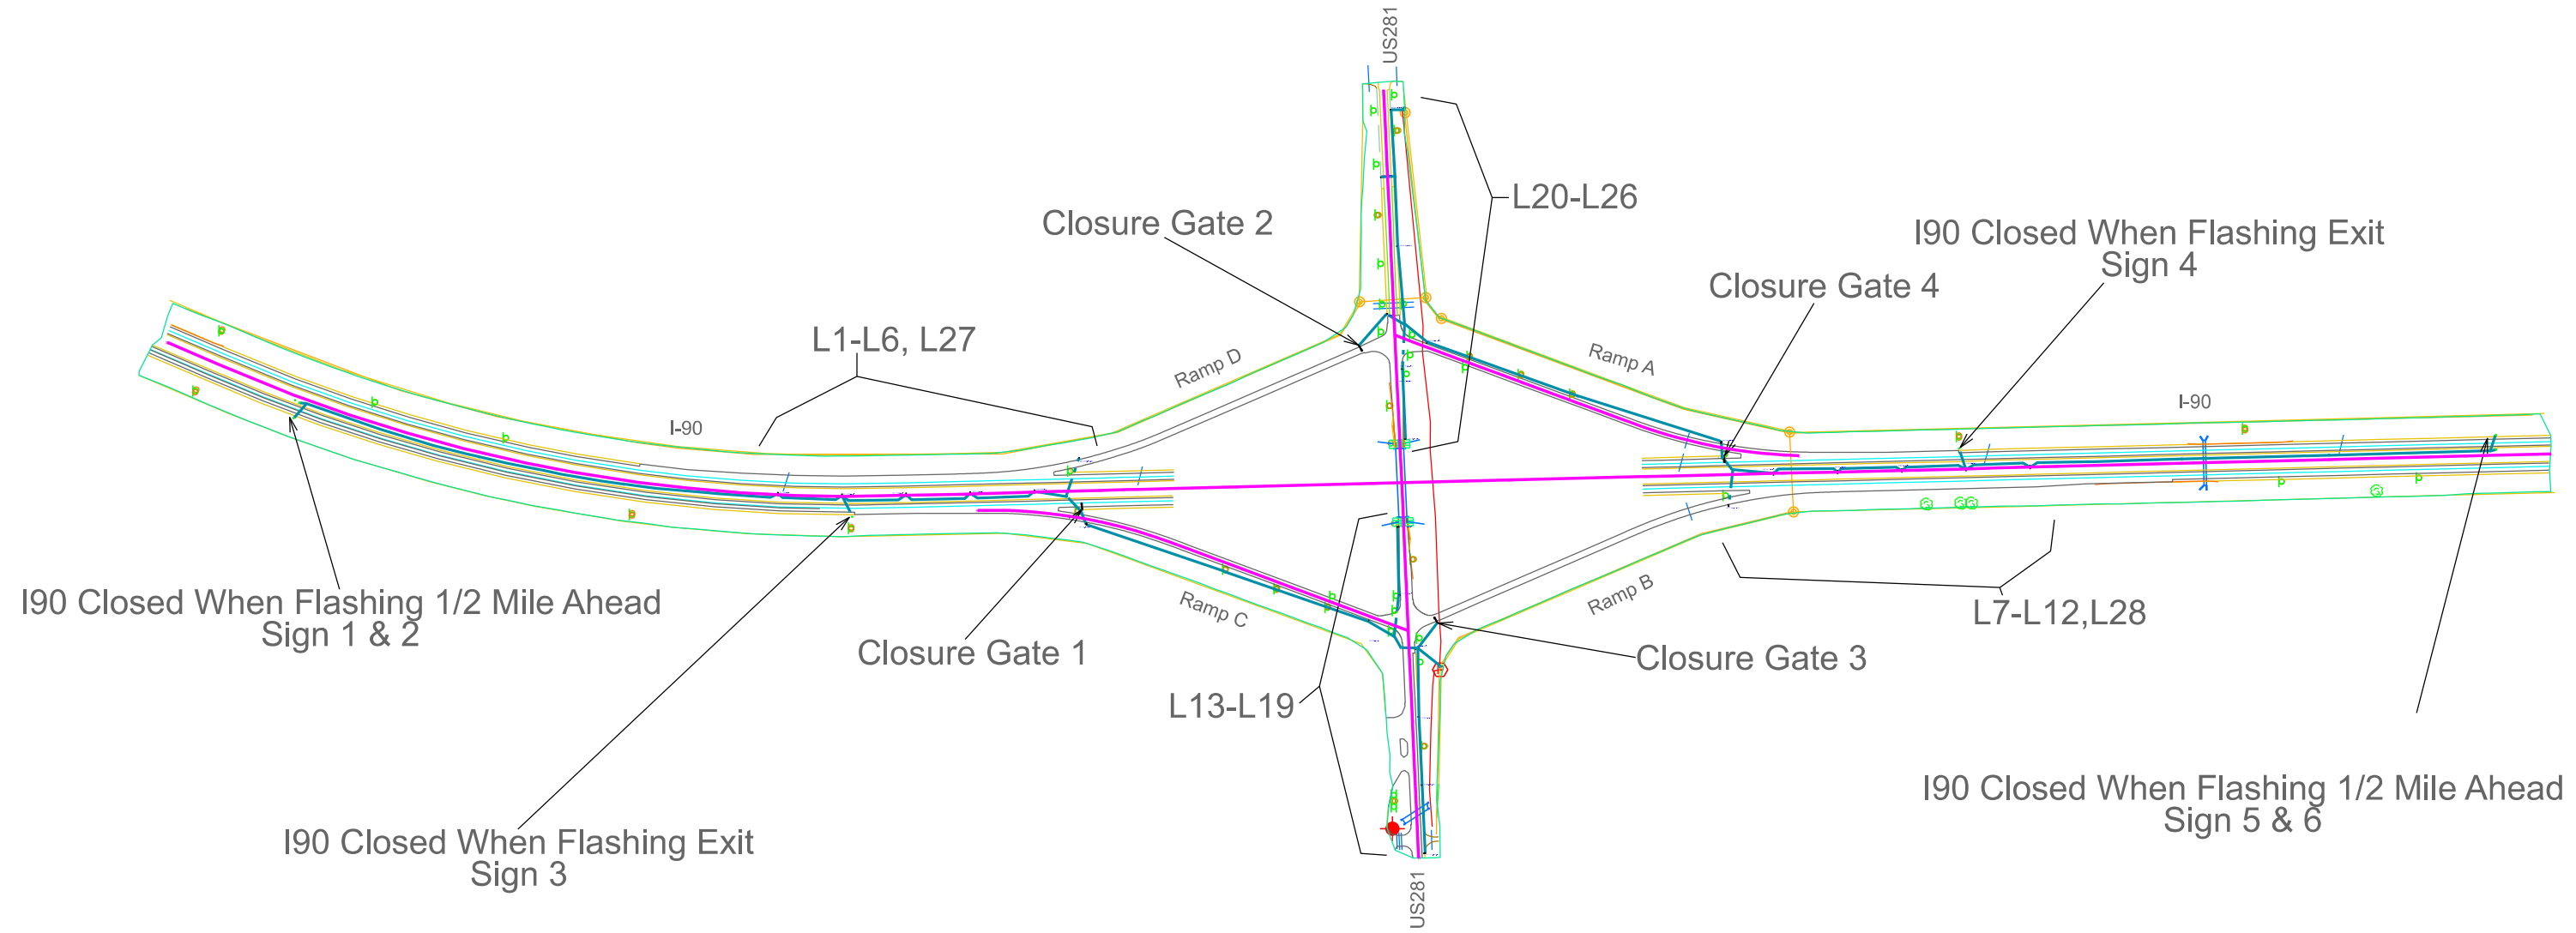 US281
L20-L26
Closure Gate 2
I90 Closed When Flashing Exit
Sign 4
Closure Gate 4
L1-L6, L27
Ramp D
Ramp A
I-90
I-90
I90 Closed When Flashing 1/2 Mile Ahead
Sign 1 & 2
Ramp C
Ramp B
L7-L12,L28
Closure Gate 1
Closure Gate 3
L13-L19
I90 Closed When Flashing 1/2 Mile Ahead
Sign 5 & 6
I90 Closed When Flashing Exit
Sign 3
US281